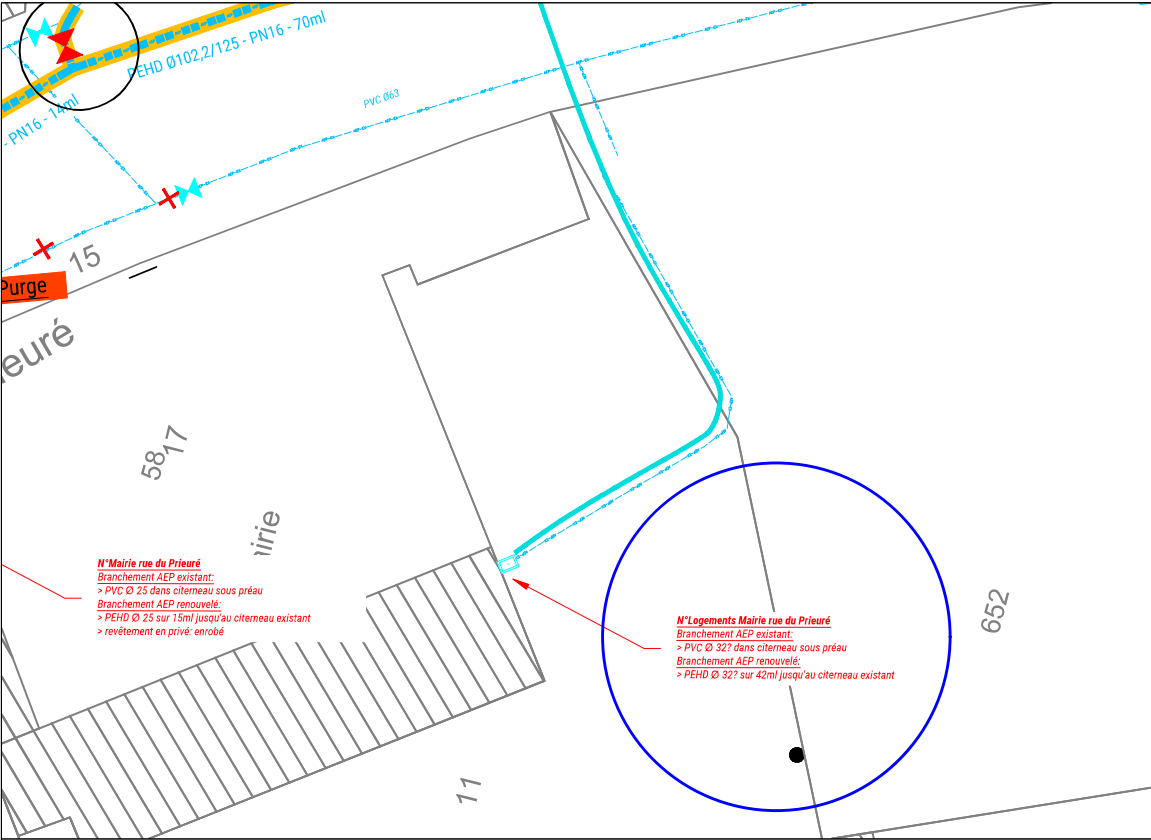 PEHD Ø102,2/125 - PN16 - 70ml
- PN16 - 14ml
PVC Ø63
15
Purge
ieuré
5817
irie
N°Mairie rue du Prieuré
Branchement AEP existant:
> PVC Ø 25 dans citerneau sous préau
Branchement AEP renouvelé:
> PEHD Ø 25 sur 15ml jusqu'au citerneau existant
> revêtement en privé: enrobé
N°Logements Mairie rue du Prieuré
Branchement AEP existant:
> PVC Ø 32? dans citerneau sous préau
Branchement AEP renouvelé:
> PEHD Ø 32? sur 42ml jusqu'au citerneau existant
652
11